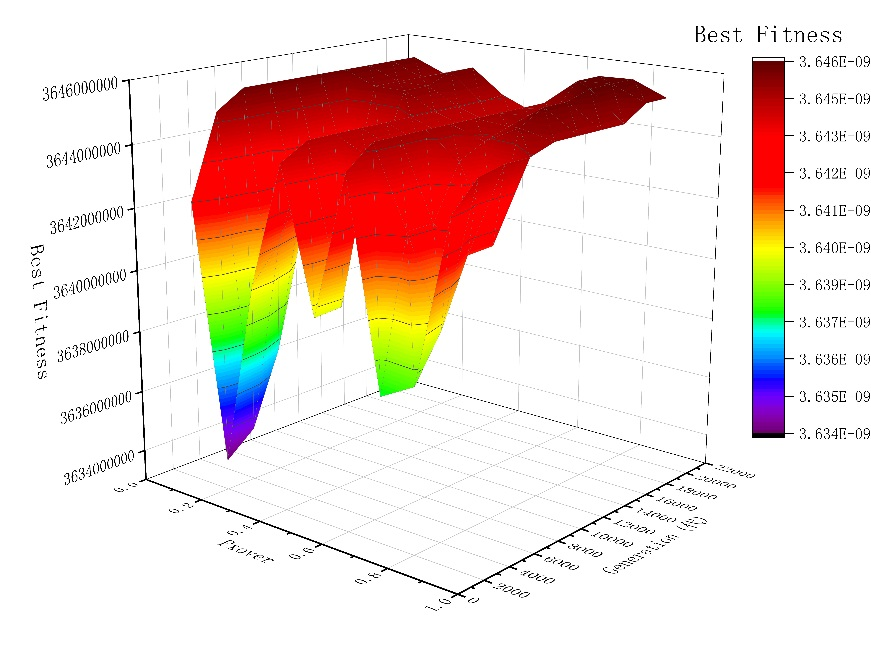 Best Fitness
3.646E-09
3.645E-09
3.643E-09
3.642E-09
3.641E-09
3.640E-09
3.639E-09
3.637E-09
3.636E-09
3.635E-09
3.634E-09
3646000000
3644000000
3642000000
3640000000
3638000000
3636000000
3634000000
Best Fitness
0.0
0.2
0.4
0.6
0.8
1.0
Pxover
0
2000
4000
6000
8000
10000
12000
14000
16000
18000
20000
22000
Generation